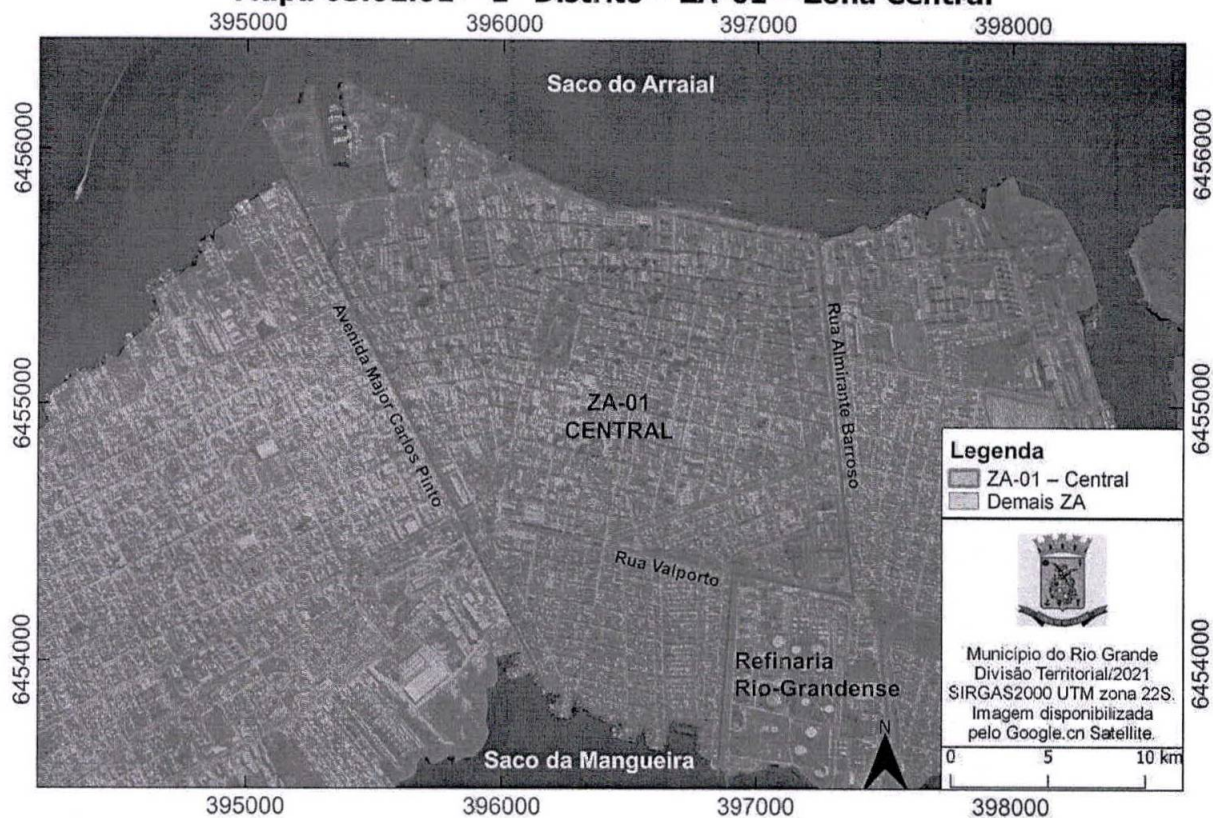 395000 396000 397000 398000
Saco do Arraial
6456000
6456000
Avenida Major Carlos Pinto
Rua Almirante Barroso
ZA-01
CENTRAL
6455000
6455000
Legenda
ZA-01 – Central
Demais ZA
Rua Valporto
6454000
6454000
Refinaria
Rio-Grandense
Município do Rio Grande
Divisão Territorial/2021
SIRGAS2000 UTM zona 22S.
Imagem disponibilizada
pelo Google.cn Satellite.
N
0 5 10 km
Saco da Mangueira
395000 396000 397000 398000